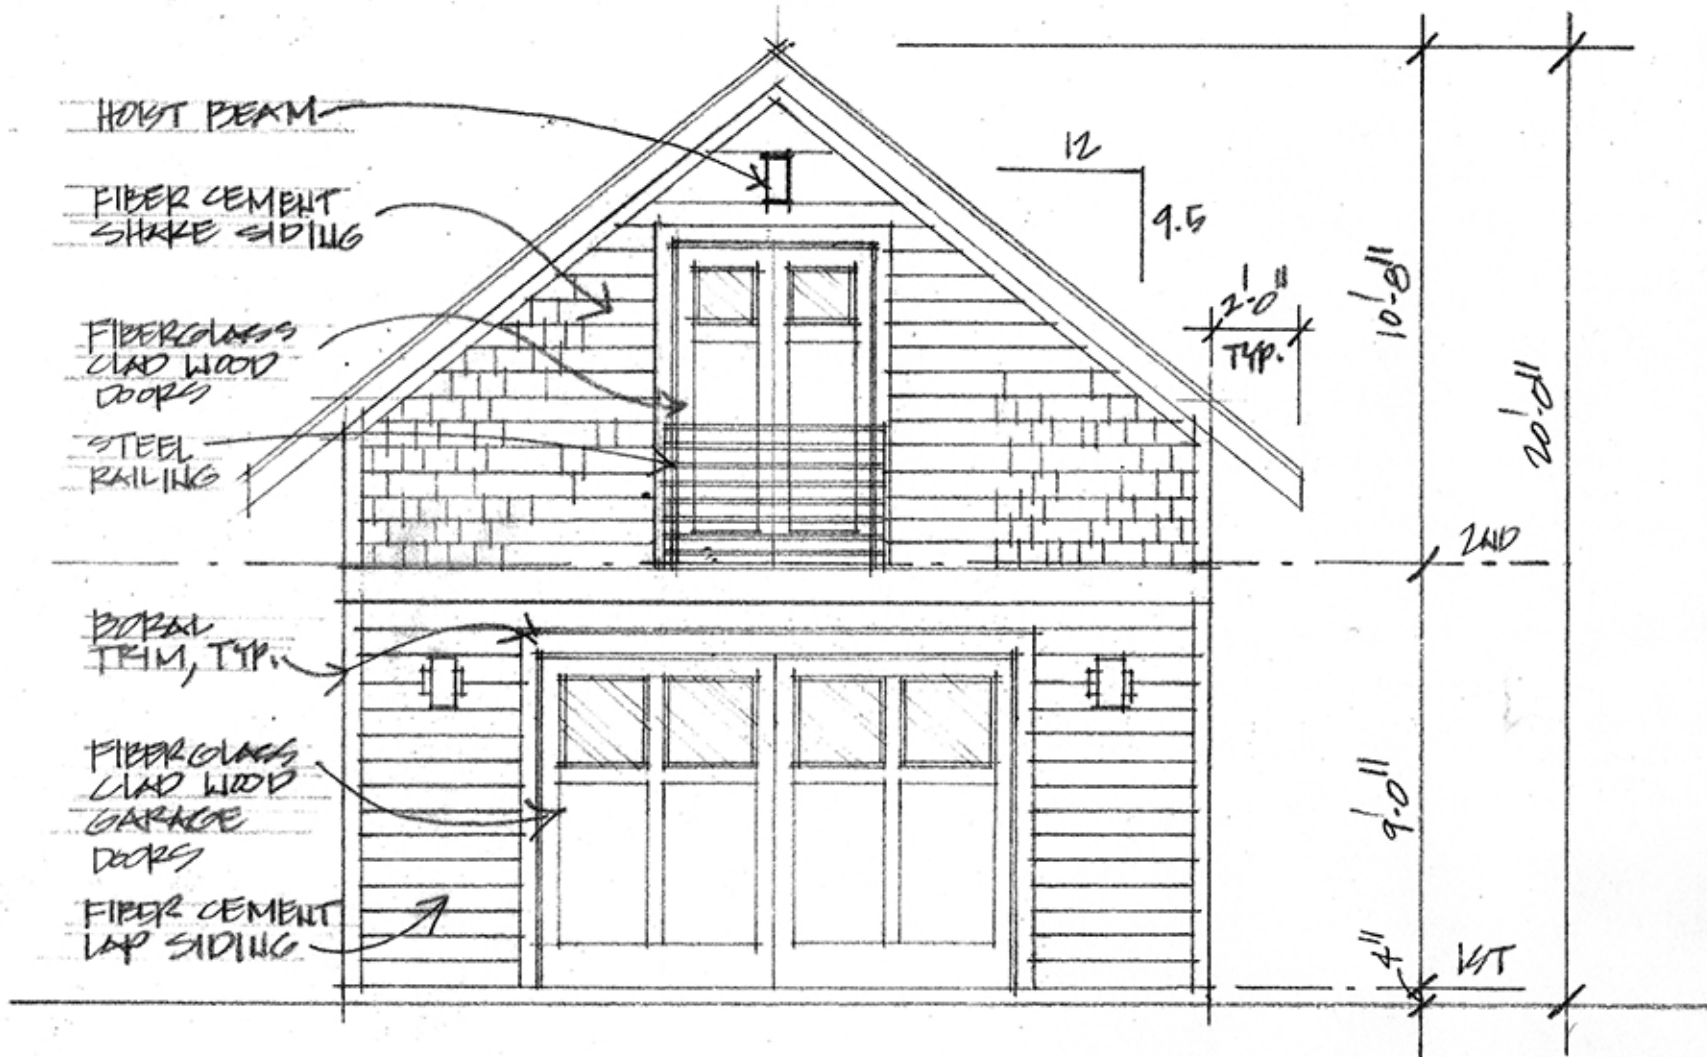 HOIST BEAM
FIBER CEMENT
SHAKE SIDING
FIBERGLASS
CLAD WOOD
DOORS
STEEL
RAILING
BORAL
TRIM, TYP.
FIBERGLASS
CLAD WOOD
GARAGE
DOORS
FIBER CEMENT
LAP SIDING
12
9.5
2'-0"
TYP.
10'-8"
20'-0"
2ND
9'-0"
4"
1ST